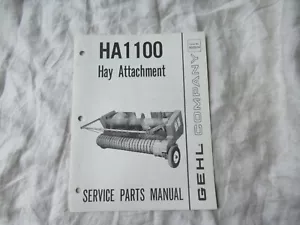 HA1100
Hay Attachment
SERVICE PARTS MANUAL
GEHL COMPANY